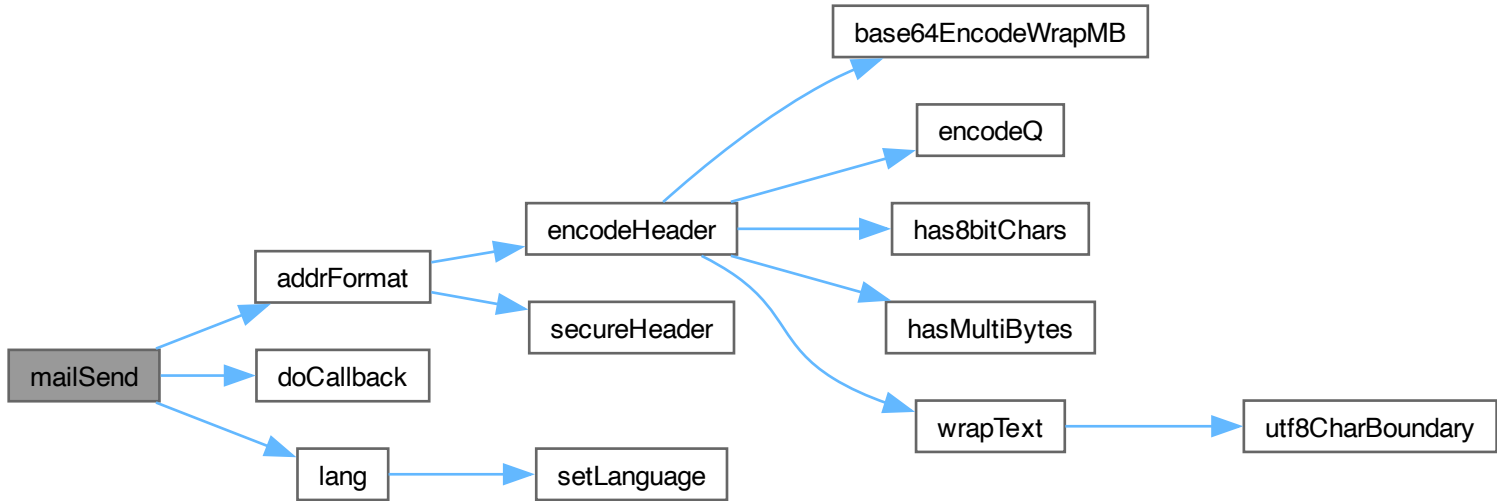 base64EncodeWrapMB
encodeQ
encodeHeader
has8bitChars
addrFormat
secureHeader
hasMultiBytes
mailSend
doCallback
wrapText
utf8CharBoundary
lang
setLanguage